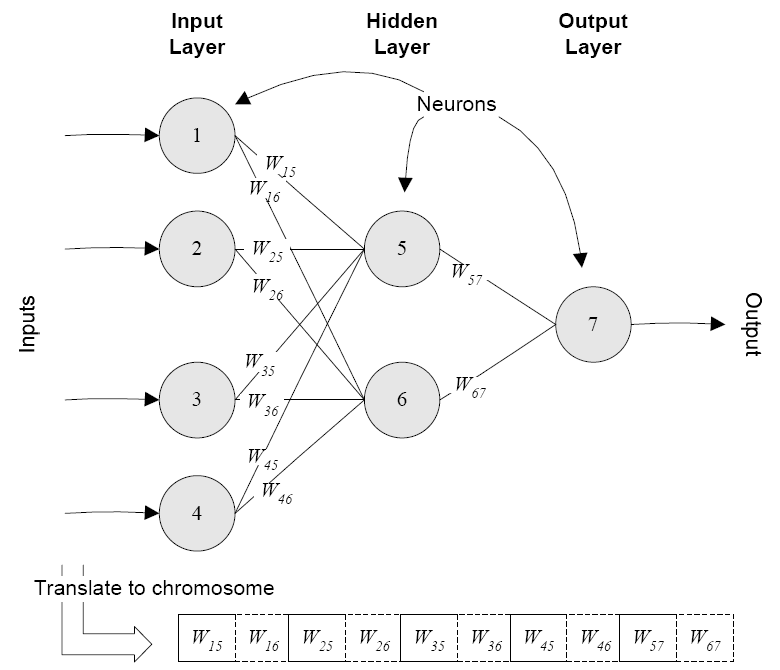 Input Hidden Output
Layer Layer Layer
Neurons
1
W15
W16
2
W25
5
W26
W57
Inputs
7
Output
W35
3
W36
6
W67
W45
4
W46
Translate to chromosome
W15 W16 W25 W26 W35 W36 W45 W46 W57 W67